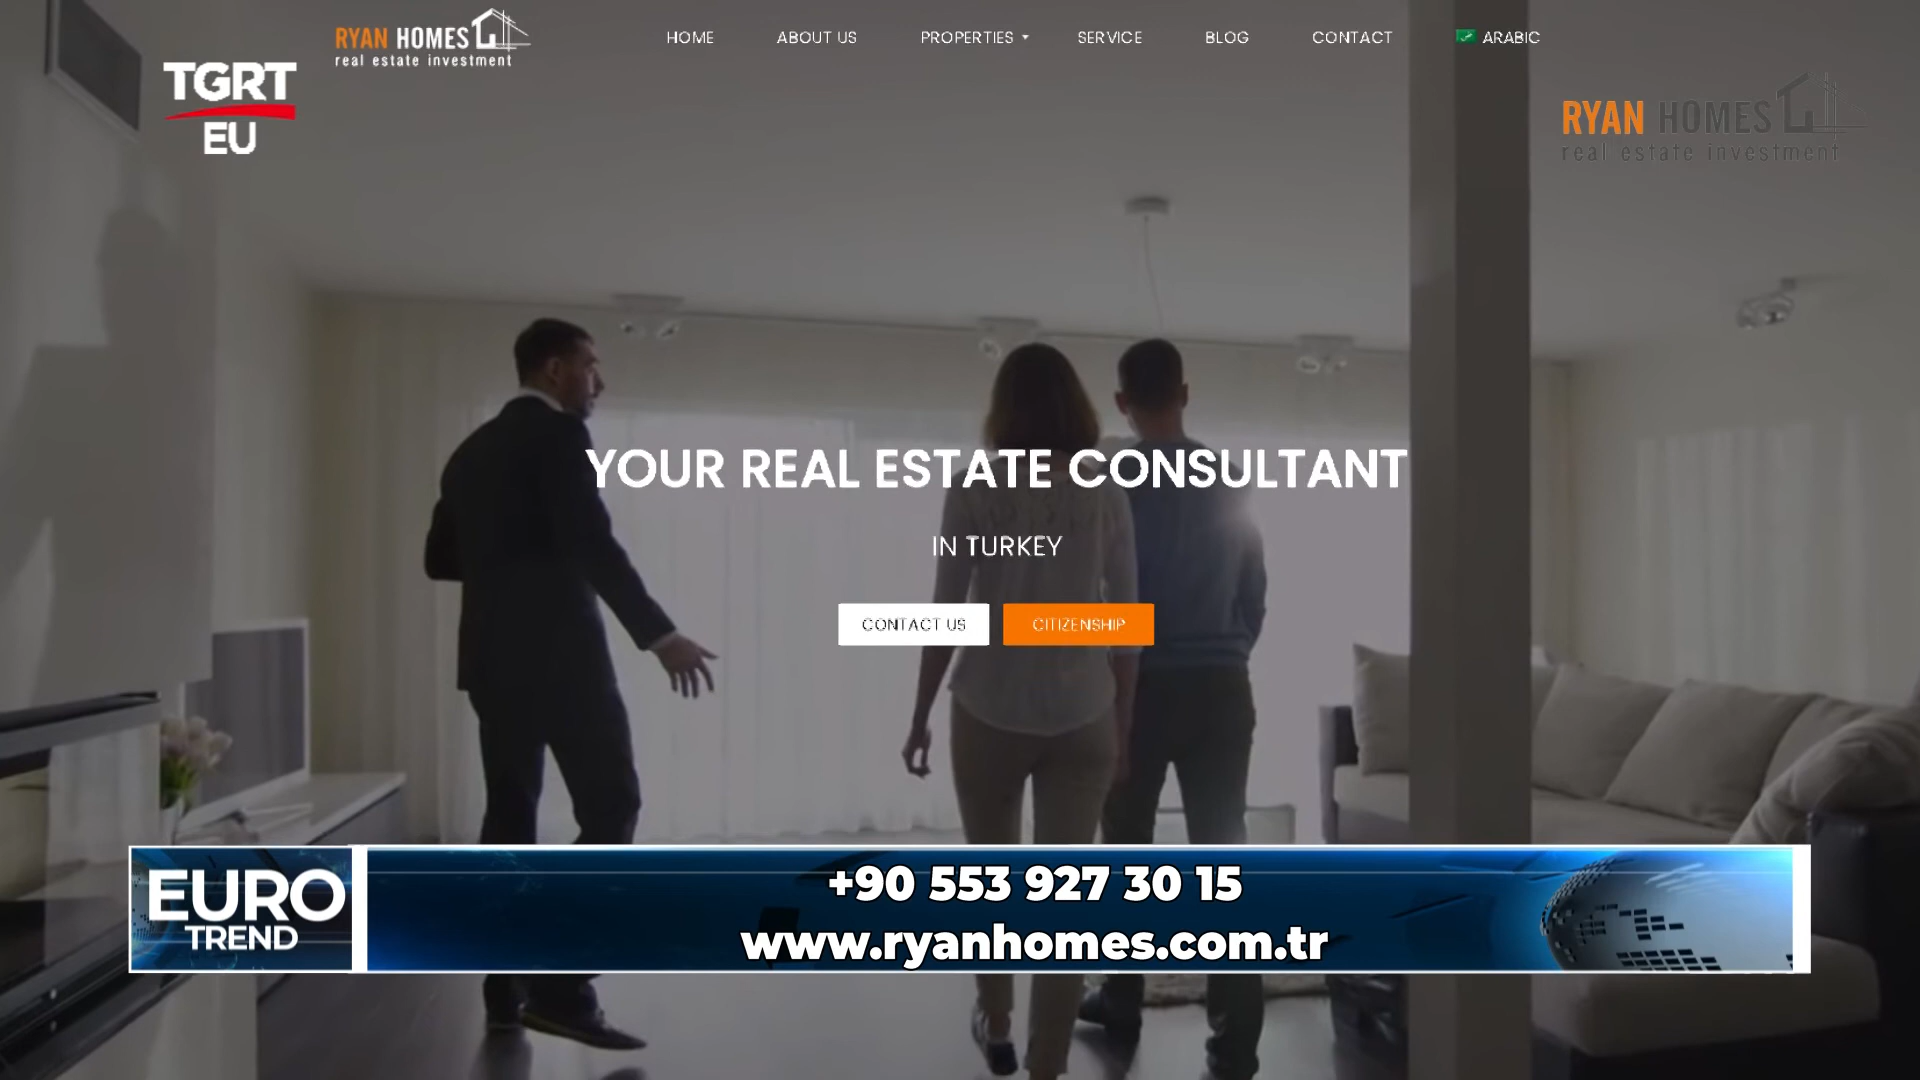 RYAN HOMES
real estate investment
HOME ABOUT US PROPERTIES SERVICE BLOG CONTACT ARABIC
TGRT
EU
RYAN HOMES
real estate investment
YOUR REAL ESTATE CONSULTANT
IN TURKEY
CONTACT US CITIZENSHIP
EURO
TREND
+90 553 927 30 15
www.ryanhomes.com.tr